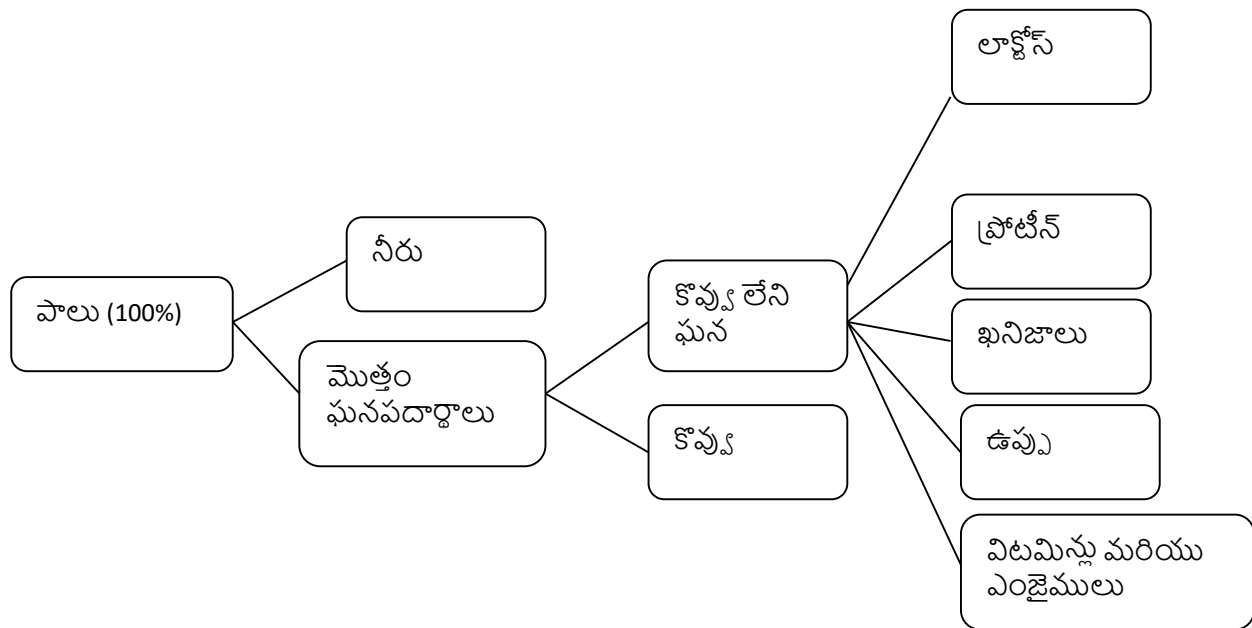 పాలు (100%)
నీరు
మొత్తం
ఘనపదార్థాలు
కొవ్వు లేని
ఘన
కొవ్వు
లాక్టోస్
ప్రోటీన్
ఖనిజాలు
ఉప్పు
విటమిన్లు మరియు
ఎంజైములు